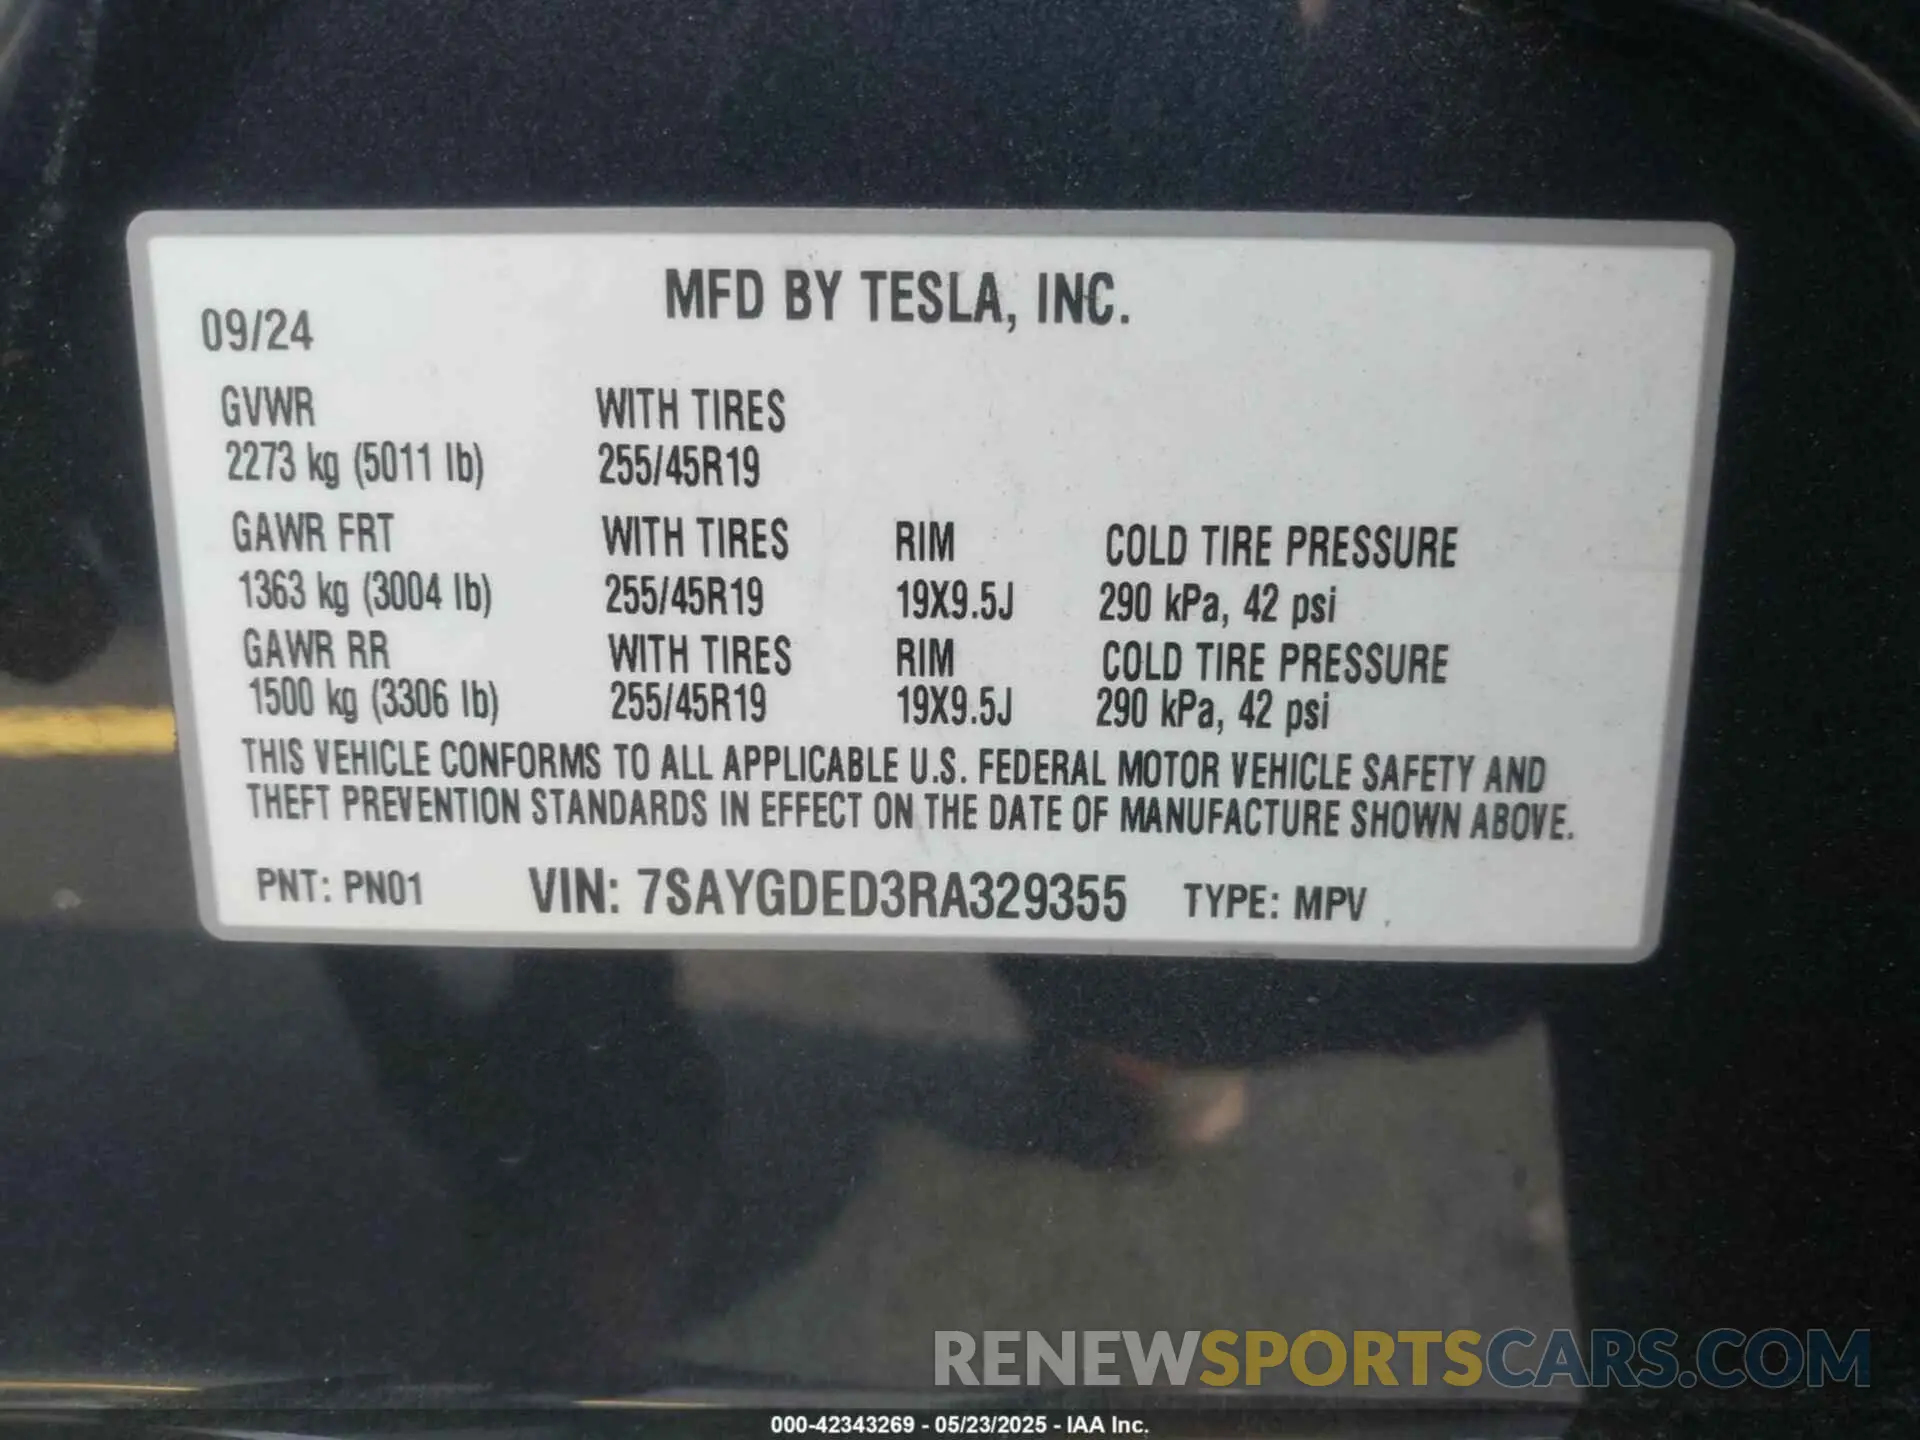 MFD BY TESLA, INC.
09/24
GVWR WITH TIRES
2273 kg (5011 lb) 255/45R19
GAWR FRT WITH TIRES RIM COLD TIRE PRESSURE
1363 kg (3004 lb) 255/45R19 19X9.5J 290 kPa, 42 psi
GAWR RR WITH TIRES RIM COLD TIRE PRESSURE
1500 kg (3306 lb) 255/45R19 19X9.5J 290 kPa, 42 psi
THIS VEHICLE CONFORMS TO ALL APPLICABLE U.S. FEDERAL MOTOR VEHICLE SAFETY AND
THEFT PREVENTION STANDARDS IN EFFECT ON THE DATE OF MANUFACTURE SHOWN ABOVE.
PNT: PN01 VIN: 7SAYGDED3RA329355 TYPE: MPV
RENEWSPORTSCARS.COM
000-42343269 - 05/23/2025 - IAA Inc.